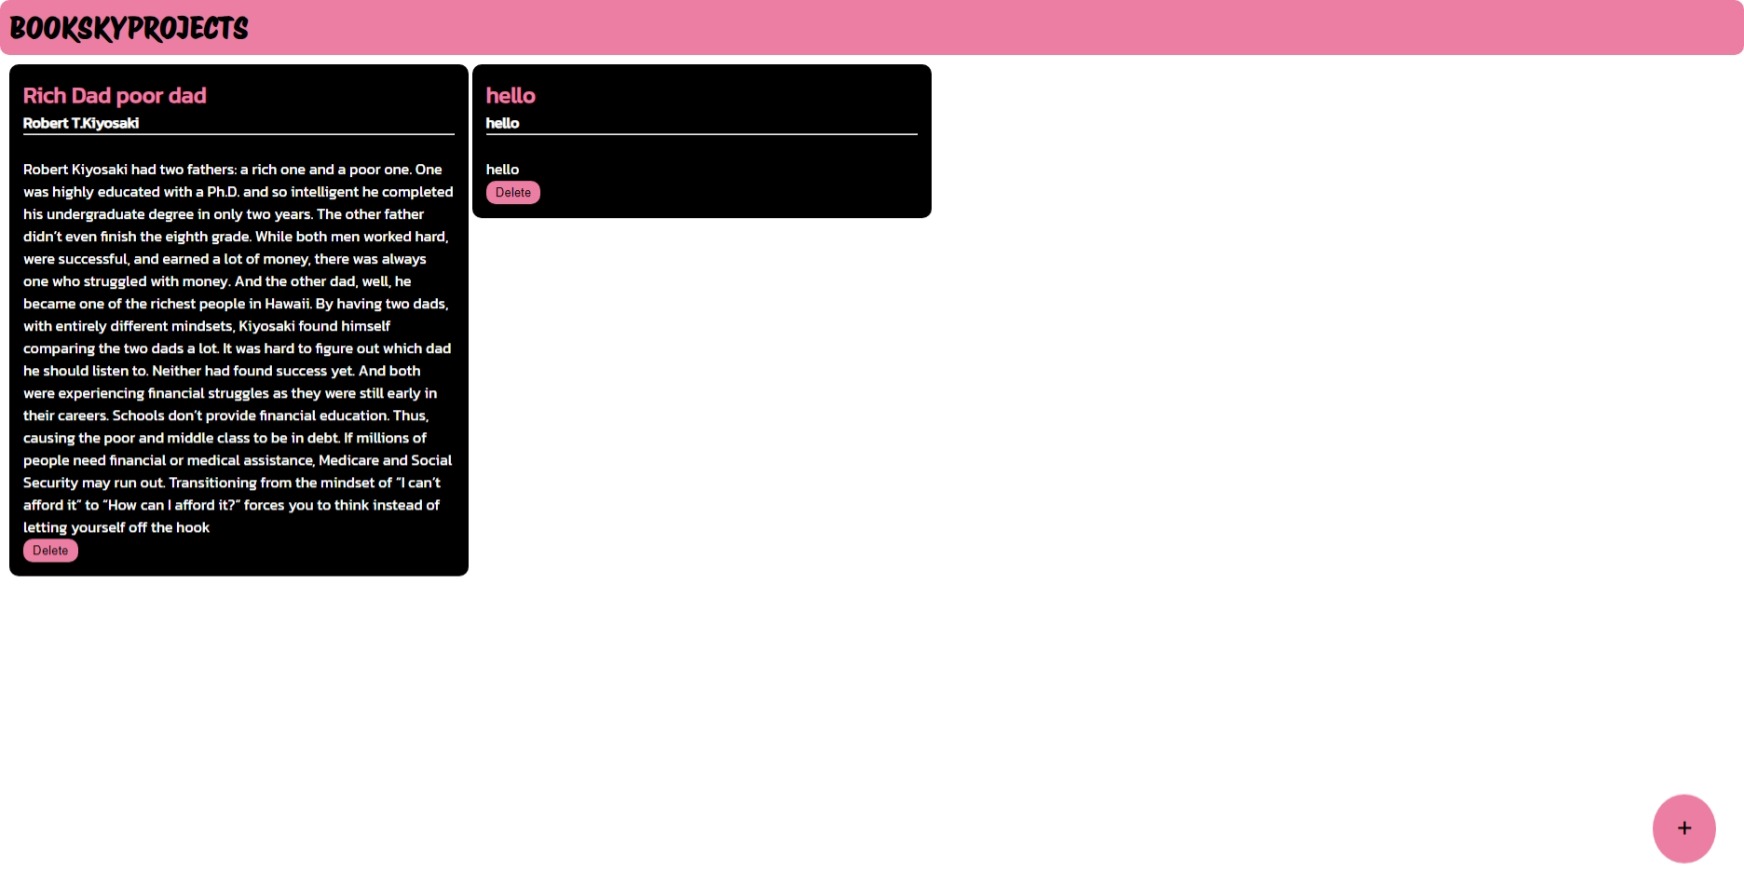 BOOKSKYPROJECTS
Rich Dad poor dad
Robert T.Kiyosaki
Robert Kiyosaki had two fathers: a rich one and a poor one. One
was highly educated with a Ph.D. and so intelligent he completed
his undergraduate degree in only two years. The other father
didn’t even finish the eighth grade. While both men worked hard,
were successful, and earned a lot of money, there was always
one who struggled with money. And the other dad, well, he
became one of the richest people in Hawaii. By having two dads,
with entirely different mindsets, Kiyosaki found himself
comparing the two dads a lot. It was hard to figure out which dad
he should listen to. Neither had found success yet. And both
were experiencing financial struggles as they were still early in
their careers. Schools don’t provide financial education. Thus,
causing the poor and middle class to be in debt. If millions of
people need financial or medical assistance, Medicare and Social
Security may run out. Transitioning from the mindset of “I can’t
afford it” to “How can I afford it?” forces you to think instead of
letting yourself off the hook
Delete
hello
hello
hello
Delete
+